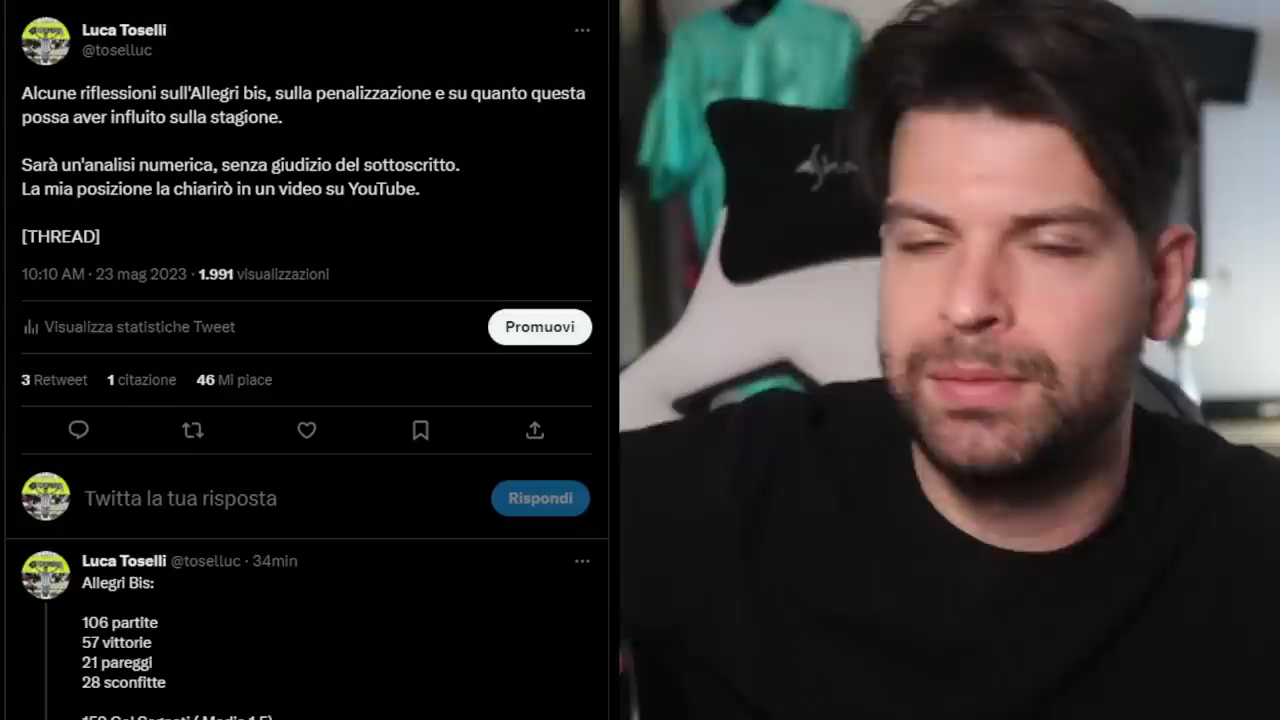 Luca Toselli
@toselluc
Alcune riflessioni sull'Allegri bis, sulla penalizzazione e su quanto questa
possa aver influito sulla stagione.
Sarà un'analisi numerica, senza giudizio del sottoscritto.
La mia posizione la chiarirò in un video su YouTube.
[THREAD]
10:10 AM · 23 mag 2023 · 1.991 visualizzazioni
Visualizza statistiche Tweet
Promuovi
3 Retweet 1 citazione 46 Mi piace
Twitta la tua risposta
Rispondi
Luca Toselli @toselluc · 34min
Allegri Bis:
106 partite
57 vittorie
21 pareggi
28 sconfitte